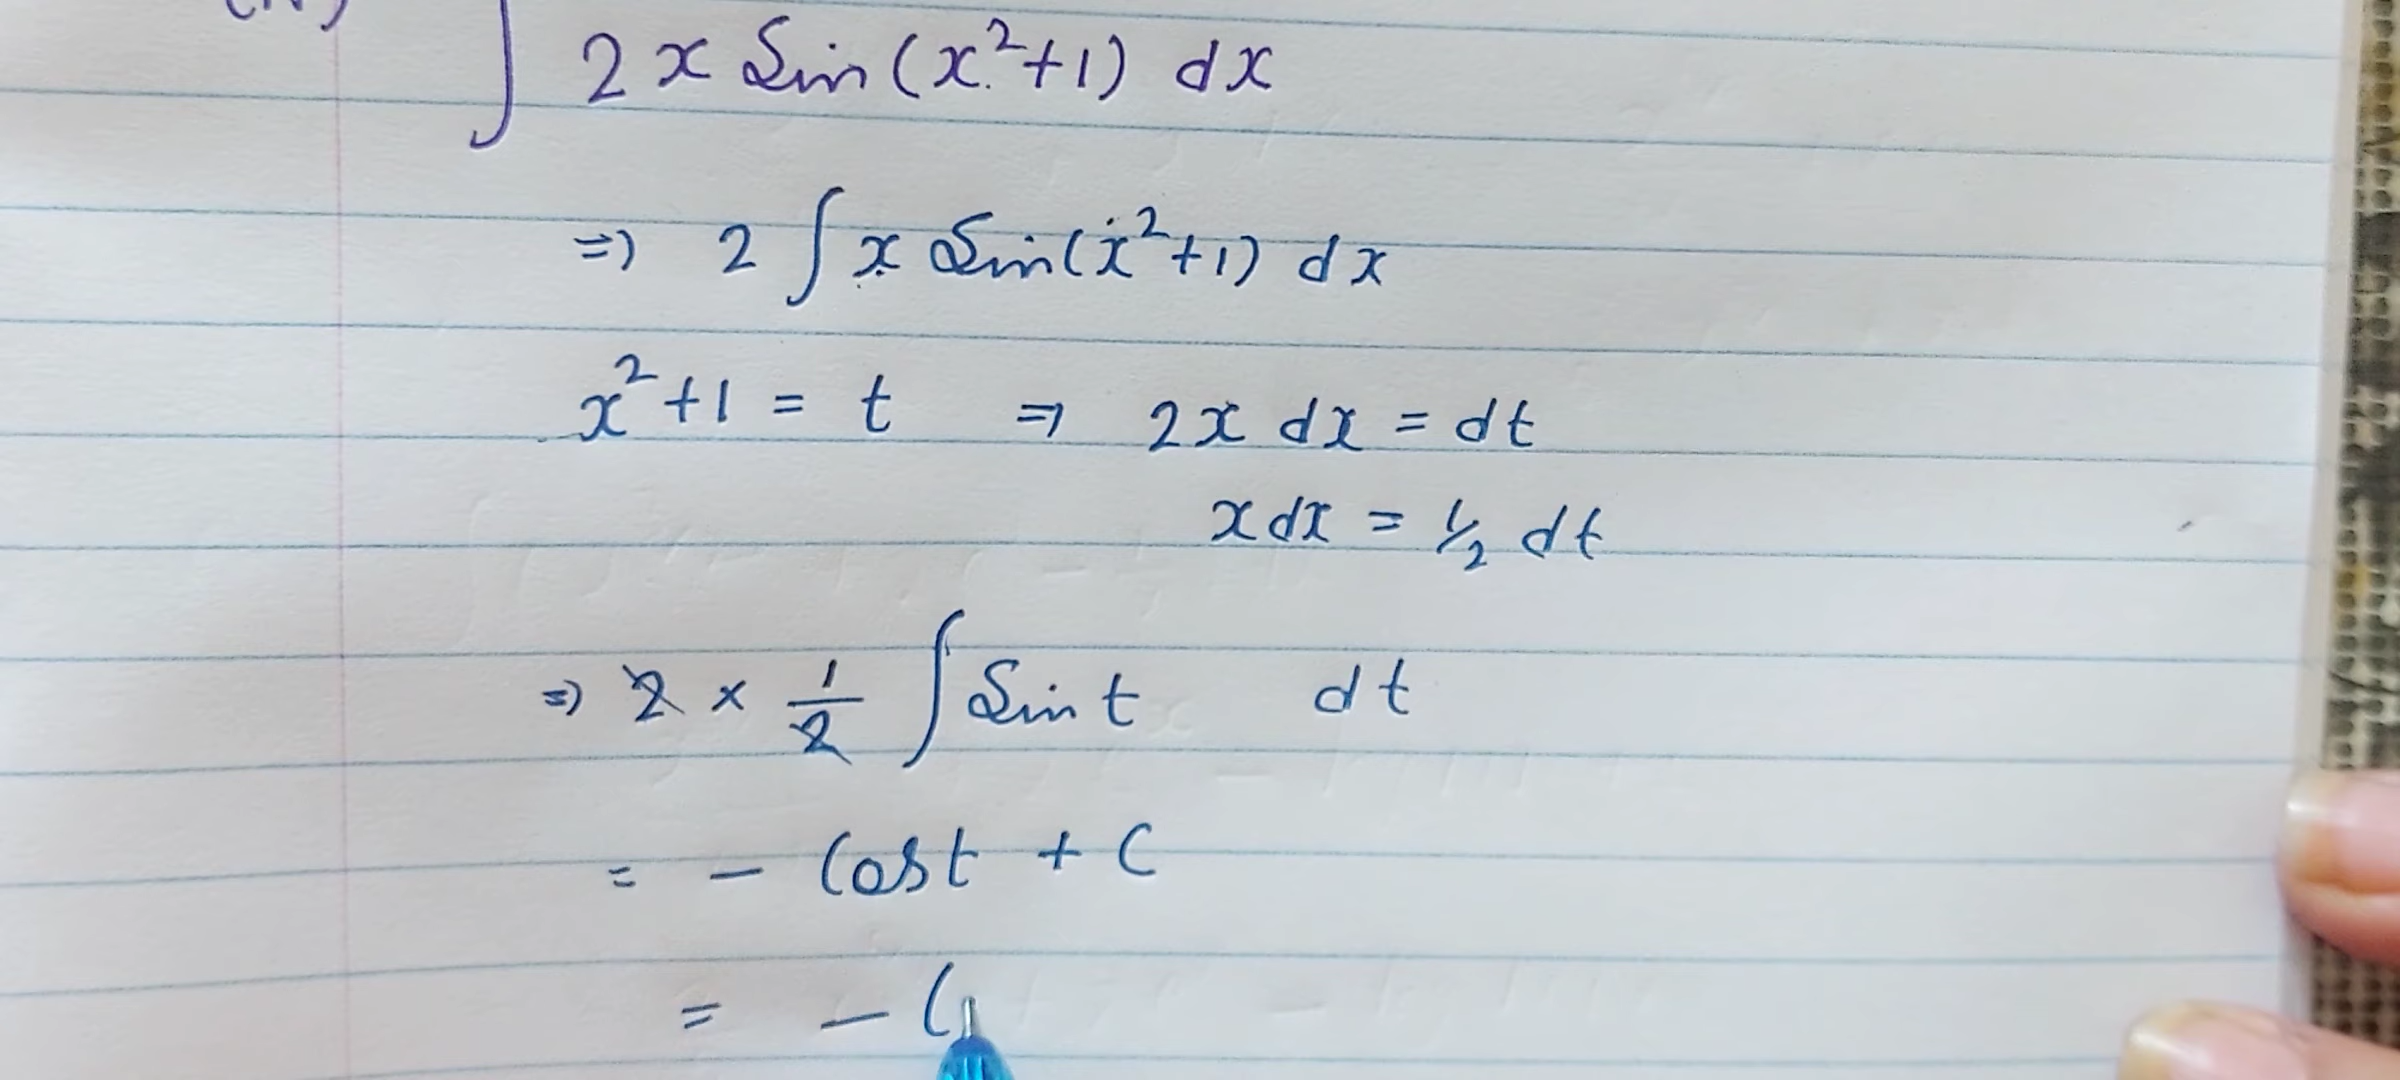 ∫ 2x Sin(x²+1) dx
⇒ 2 ∫ x Sin(x²+1) dx
x²+1 = t ⇒ 2x dx = dt
x dx = 1/2 dt
⇒ 2 × 1/2 ∫ Sin t dt
= - Cos t + C
= - C